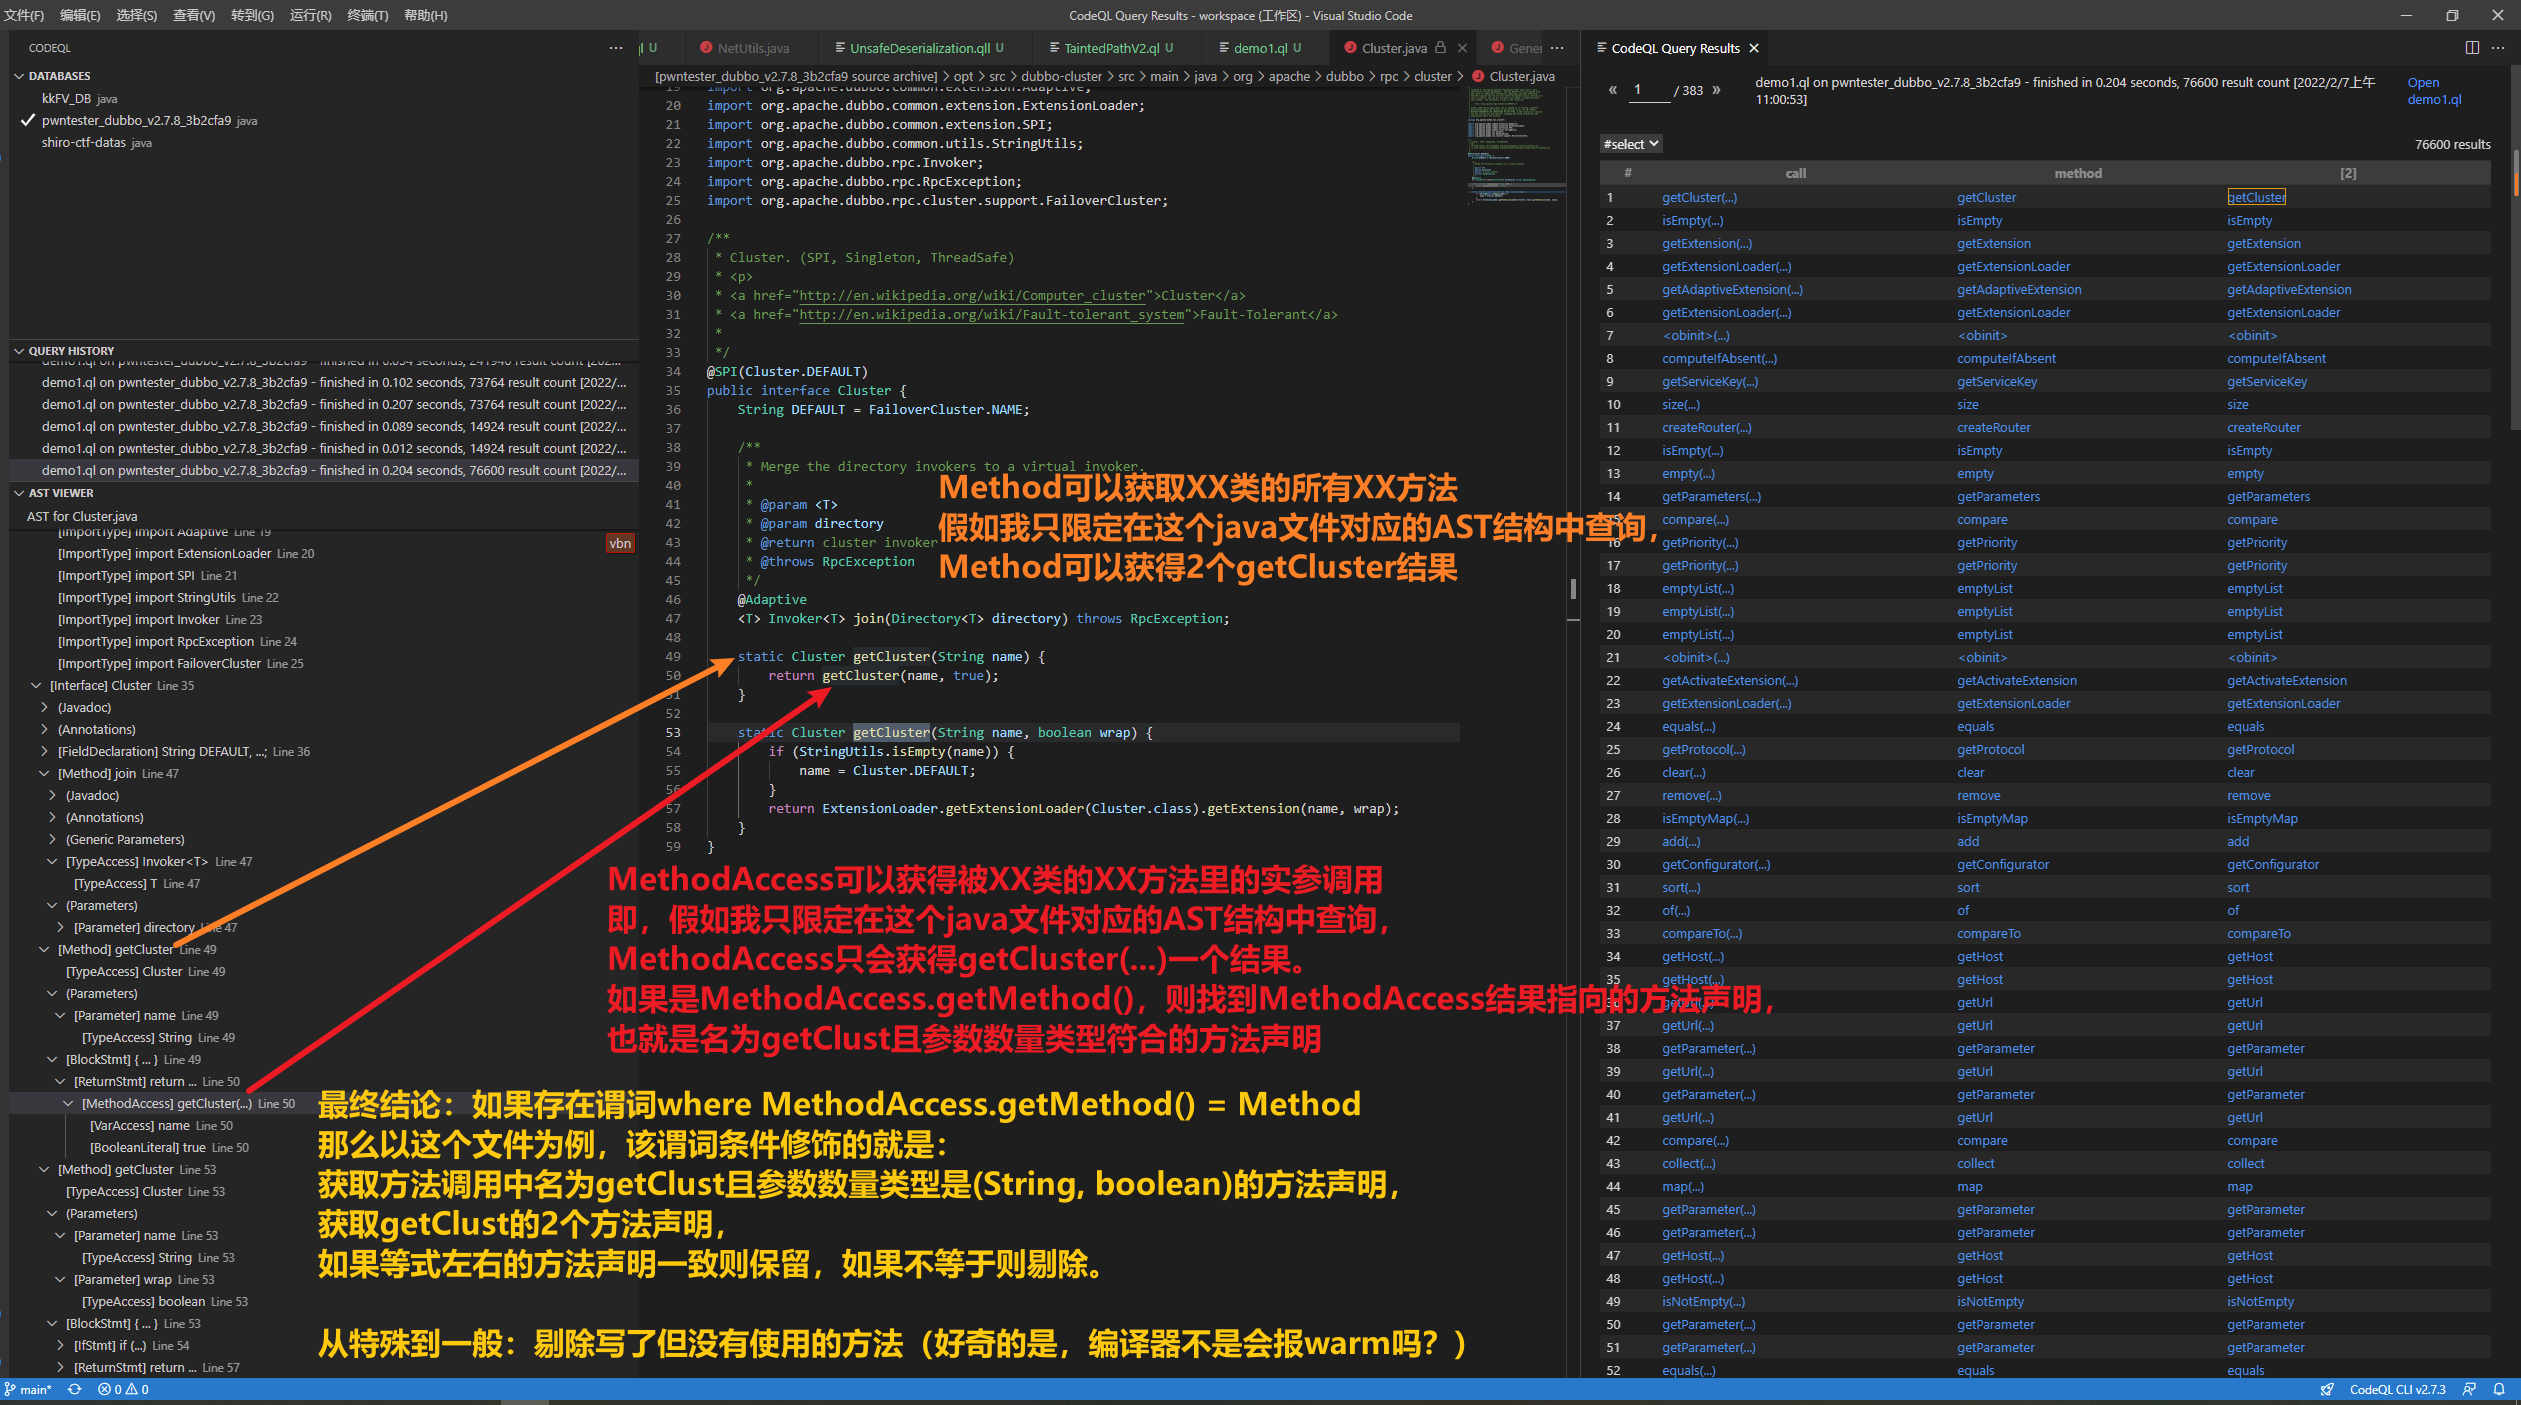 文件(F) 编辑(E) 选择(S) 查看(V) 转到(G) 运行(R) 终端(T) 帮助(H)
CodeQL Query Results - workspace (工作区) - Visual Studio Code
CODEQL
DATABASES
kkFV_DB java
pwntester_dubbo_v2.7.8_3b2cfa9 java
shiro-ctf-datas java
QUERY HISTORY
demo1.ql on pwntester_dubbo_v2.7.8_3b2cfa9 - finished in 0.102 seconds, 73764 result count [2022/...
demo1.ql on pwntester_dubbo_v2.7.8_3b2cfa9 - finished in 0.207 seconds, 73764 result count [2022/...
demo1.ql on pwntester_dubbo_v2.7.8_3b2cfa9 - finished in 0.089 seconds, 14924 result count [2022/...
demo1.ql on pwntester_dubbo_v2.7.8_3b2cfa9 - finished in 0.012 seconds, 14924 result count [2022/...
demo1.ql on pwntester_dubbo_v2.7.8_3b2cfa9 - finished in 0.204 seconds, 76600 result count [2022/...
AST VIEWER
AST for Cluster.java
[ImportType] import Adaptive Line 19
vbn
[ImportType] import ExtensionLoader Line 20
[ImportType] import SPI Line 21
[ImportType] import StringUtils Line 22
[ImportType] import Invoker Line 23
[ImportType] import RpcException Line 24
[ImportType] import FailoverCluster Line 25
[Interface] Cluster Line 35
(Javadoc)
(Annotations)
[FieldDeclaration] String DEFAULT, ...; Line 36
[Method] join Line 47
(Javadoc)
(Annotations)
(Generic Parameters)
[TypeAccess] Invoker<T> Line 47
[TypeAccess] T Line 47
(Parameters)
[Parameter] directory Line 47
[Method] getCluster Line 49
[TypeAccess] Cluster Line 49
(Parameters)
[Parameter] name Line 49
[TypeAccess] String Line 49
[BlockStmt] { ... } Line 49
[ReturnStmt] return ... Line 50
[MethodAccess] getCluster(...) Line 50
[VarAccess] name Line 50
[BooleanLiteral] true Line 50
[Method] getCluster Line 53
[TypeAccess] Cluster Line 53
(Parameters)
[Parameter] name Line 53
[TypeAccess] String Line 53
[Parameter] wrap Line 53
[TypeAccess] boolean Line 53
[BlockStmt] { ... } Line 53
[IfStmt] if (...) Line 54
[ReturnStmt] return ... Line 57
ql U NetUtils.java UnsafeDeserialization.qll U TaintedPathV2.ql U demo1.ql U Cluster.java Gener ...
[pwntester_dubbo_v2.7.8_3b2cfa9 source archive] > opt > src > dubbo-cluster > src > main > java > org > apache > dubbo > rpc > cluster > Cluster.java
19 import org.apache.dubbo.common.extension.Adaptive;
20 import org.apache.dubbo.common.extension.ExtensionLoader;
21 import org.apache.dubbo.common.extension.SPI;
22 import org.apache.dubbo.common.utils.StringUtils;
23 import org.apache.dubbo.rpc.Invoker;
24 import org.apache.dubbo.rpc.RpcException;
25 import org.apache.dubbo.rpc.cluster.support.FailoverCluster;
26
27 /**
28 * Cluster. (SPI, Singleton, ThreadSafe)
29 * <p>
30 * <a href="http://en.wikipedia.org/wiki/Computer_cluster">Cluster</a>
31 * <a href="http://en.wikipedia.org/wiki/Fault-tolerant_system">Fault-Tolerant</a>
32 *
33 */
34 @SPI(Cluster.DEFAULT)
35 public interface Cluster {
36 String DEFAULT = FailoverCluster.NAME;
37
38 /**
39 * Merge the directory invokers to a virtual invoker.
40 *
41 * @param <T>
42 * @param directory
43 * @return cluster invoker
44 * @throws RpcException
45 */
46 @Adaptive
47 <T> Invoker<T> join(Directory<T> directory) throws RpcException;
48
49 static Cluster getCluster(String name) {
50 return getCluster(name, true);
51 }
52
53 static Cluster getCluster(String name, boolean wrap) {
54 if (StringUtils.isEmpty(name)) {
55 name = Cluster.DEFAULT;
56 }
57 return ExtensionLoader.getExtensionLoader(Cluster.class).getExtension(name, wrap);
58 }
59 }
Method可以获取XX类的所有XX方法
假如我只限定在这个java文件对应的AST结构中查询，
Method可以获得2个getCluster结果
MethodAccess可以获得被XX类的XX方法里的实参调用
即，假如我只限定在这个java文件对应的AST结构中查询，
MethodAccess只会获得getCluster(...)一个结果。
如果是MethodAccess.getMethod()，则找到MethodAccess结果指向的方法声明，
也就是名为getClust且参数数量类型符合的方法声明
最终结论：如果存在谓词where MethodAccess.getMethod() = Method
那么以这个文件为例，该谓词条件修饰的就是：
获取方法调用中名为getClust且参数数量类型是(String, boolean)的方法声明，
获取getClust的2个方法声明，
如果等式左右的方法声明一致则保留，如果不等于则剔除。
从特殊到一般：剔除写了但没有使用的方法（好奇的是，编译器不是会报warm吗？）
CodeQL Query Results
« 1 / 383 »
demo1.ql on pwntester_dubbo_v2.7.8_3b2cfa9 - finished in 0.204 seconds, 76600 result count [2022/2/7上午
11:00:53]
Open
demo1.ql
#select
76600 results
# call method [2]
1 getCluster(...) getCluster getCluster
2 isEmpty(...) isEmpty isEmpty
3 getExtension(...) getExtension getExtension
4 getExtensionLoader(...) getExtensionLoader getExtensionLoader
5 getAdaptiveExtension(...) getAdaptiveExtension getAdaptiveExtension
6 getExtensionLoader(...) getExtensionLoader getExtensionLoader
7 <obinit>(...) <obinit> <obinit>
8 computeIfAbsent(...) computeIfAbsent computeIfAbsent
9 getServiceKey(...) getServiceKey getServiceKey
10 size(...) size size
11 createRouter(...) createRouter createRouter
12 isEmpty(...) isEmpty isEmpty
13 empty(...) empty empty
14 getParameters(...) getParameters getParameters
15 compare(...) compare compare
16 getPriority(...) getPriority getPriority
17 getPriority(...) getPriority getPriority
18 emptyList(...) emptyList emptyList
19 emptyList(...) emptyList emptyList
20 emptyList(...) emptyList emptyList
21 <obinit>(...) <obinit> <obinit>
22 getActivateExtension(...) getActivateExtension getActivateExtension
23 getExtensionLoader(...) getExtensionLoader getExtensionLoader
24 equals(...) equals equals
25 getProtocol(...) getProtocol getProtocol
26 clear(...) clear clear
27 remove(...) remove remove
28 isEmptyMap(...) isEmptyMap isEmptyMap
29 add(...) add add
30 getConfigurator(...) getConfigurator getConfigurator
31 sort(...) sort sort
32 of(...) of of
33 compareTo(...) compareTo compareTo
34 getHost(...) getHost getHost
35 getHost(...) getHost getHost
36 getUrl(...) getUrl getUrl
37 getUrl(...) getUrl getUrl
38 getParameter(...) getParameter getParameter
39 getUrl(...) getUrl getUrl
40 getParameter(...) getParameter getParameter
41 getUrl(...) getUrl getUrl
42 compare(...) compare compare
43 collect(...) collect collect
44 map(...) map map
45 getParameter(...) getParameter getParameter
46 getParameter(...) getParameter getParameter
47 getHost(...) getHost getHost
48 getHost(...) getHost getHost
49 isNotEmpty(...) isNotEmpty isNotEmpty
50 getParameter(...) getParameter getParameter
51 getParameter(...) getParameter getParameter
52 equals(...) equals equals
main* 0 0
CodeQL CLI v2.7.3